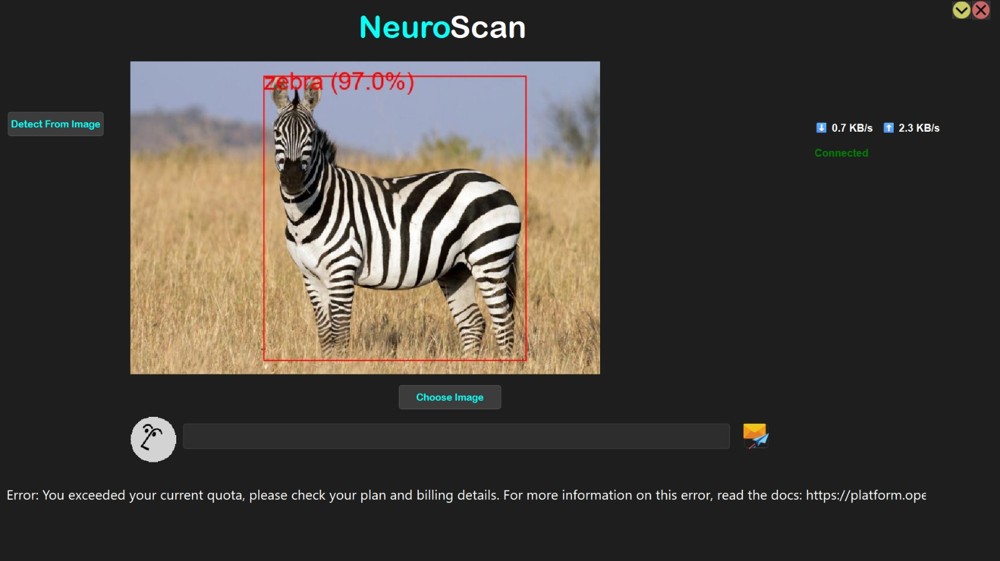 NeuroScan
zebra (97.0%)
Detect From Image
0.7 KB/s 2.3 KB/s
Connected
Choose Image
Error: You exceeded your current quota, please check your plan and billing details. For more information on this error, read the docs: https://platform.ope